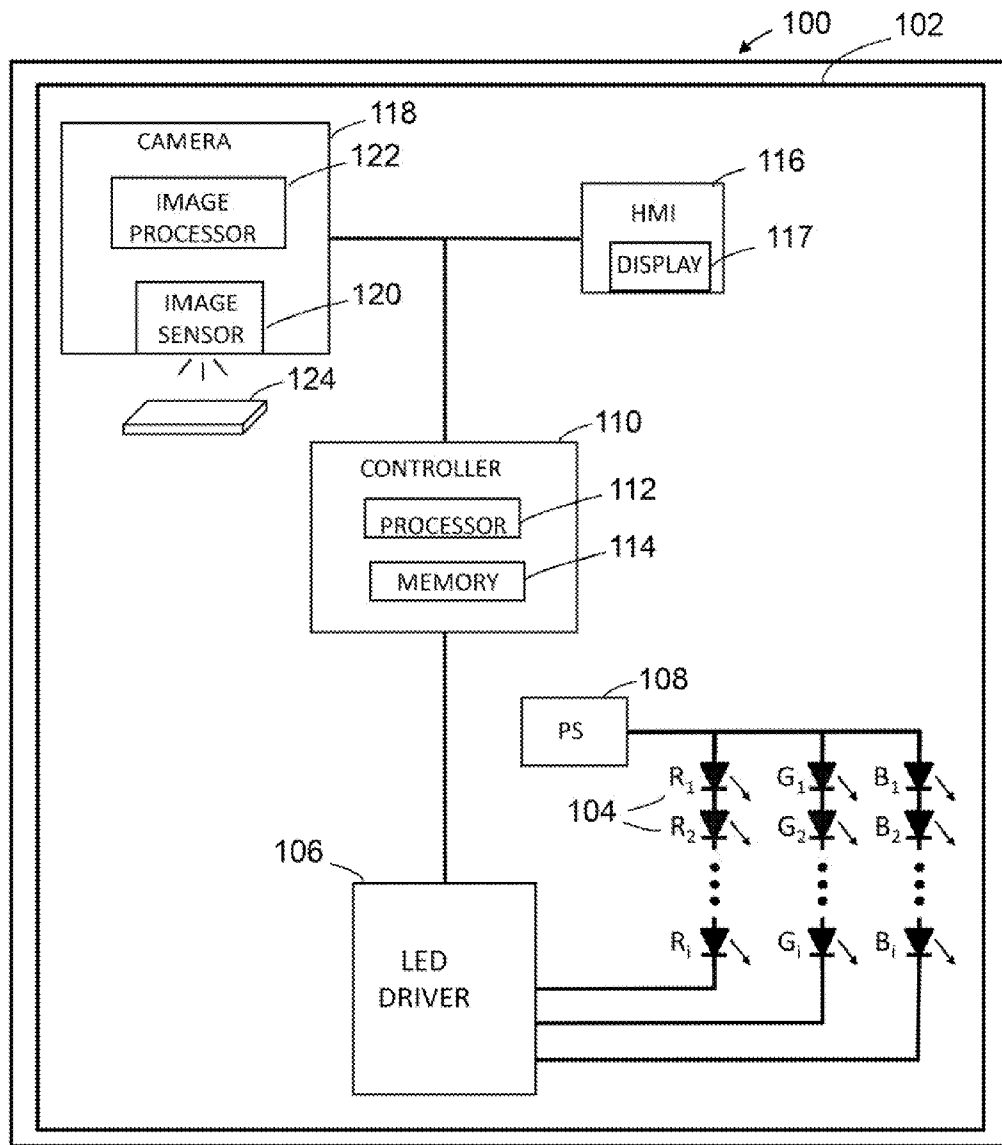 100
102
CAMERA
118
122
IMAGE
PROCESSOR
IMAGE
SENSOR
120
124
116
HMI
117
DISPLAY
110
CONTROLLER
112
PROCESSOR
114
MEMORY
108
PS
R1 G1 B1
104
R2 G2 B2
106
Ri Gi Bi
LED
DRIVER